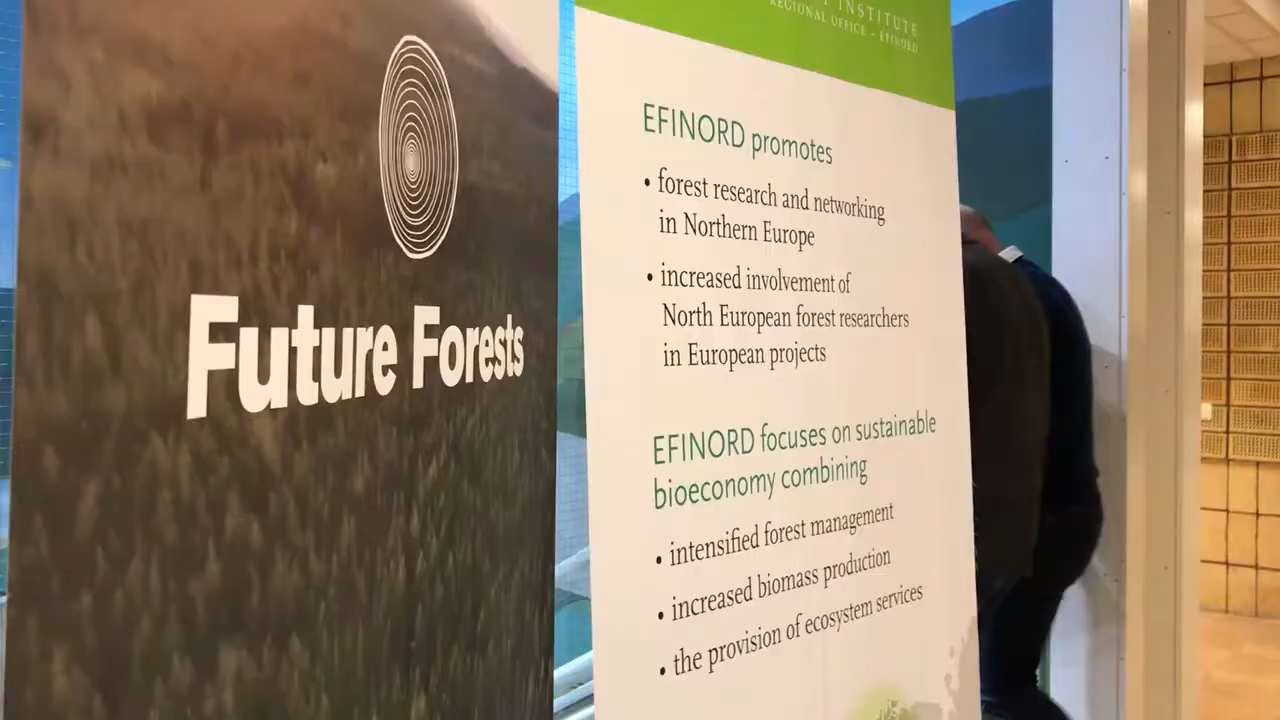 Future Forests
INSTITUTE
REGIONAL OFFICE – EFINORD
EFINORD promotes
• forest research and networking
in Northern Europe
• increased involvement of
North European forest researchers
in European projects
EFINORD focuses on sustainable
bioeconomy combining
• intensified forest management
• increased biomass production
• the provision of ecosystem services